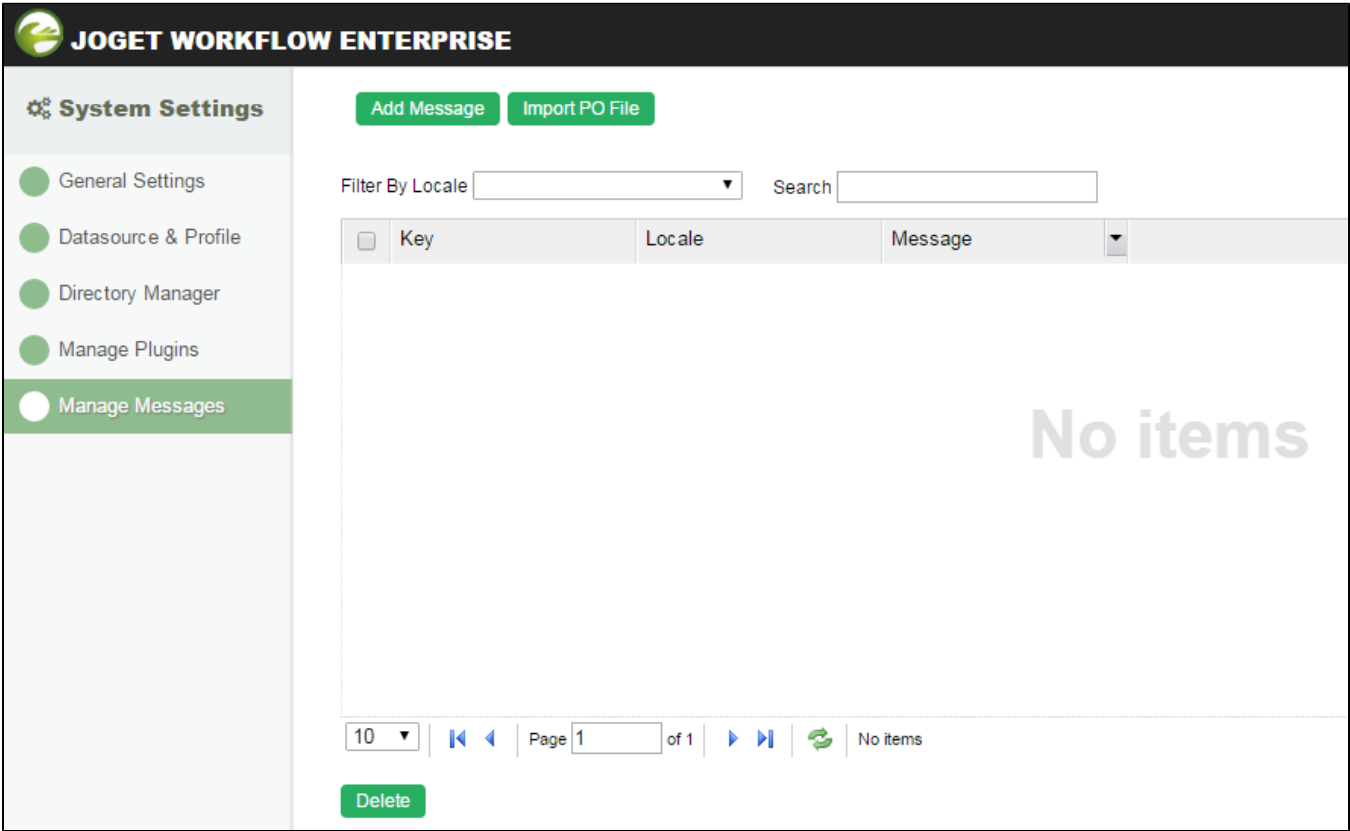 JOGET WORKFLOW ENTERPRISE
System Settings
General Settings
Datasource & Profile
Directory Manager
Manage Plugins
Manage Messages
Add Message Import PO File
Filter By Locale Search
Key Locale Message
No items
10 Page 1 of 1 No items
Delete